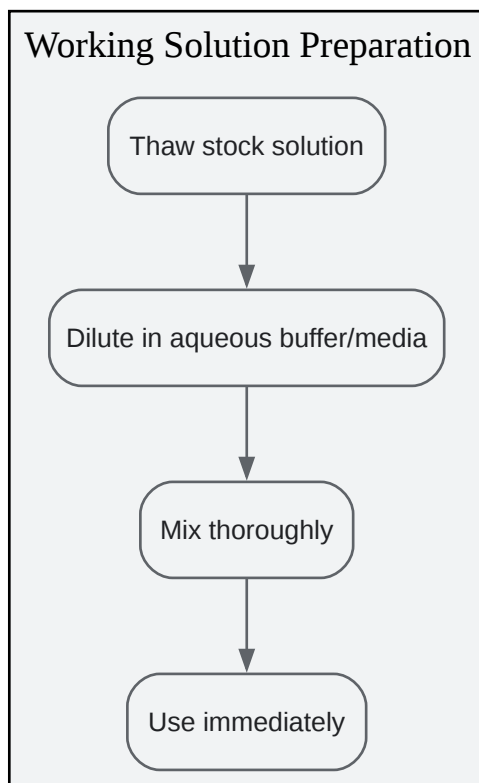 Working Solution Preparation
Thaw stock solution
Dilute in aqueous buffer/media
Mix thoroughly
Use immediately